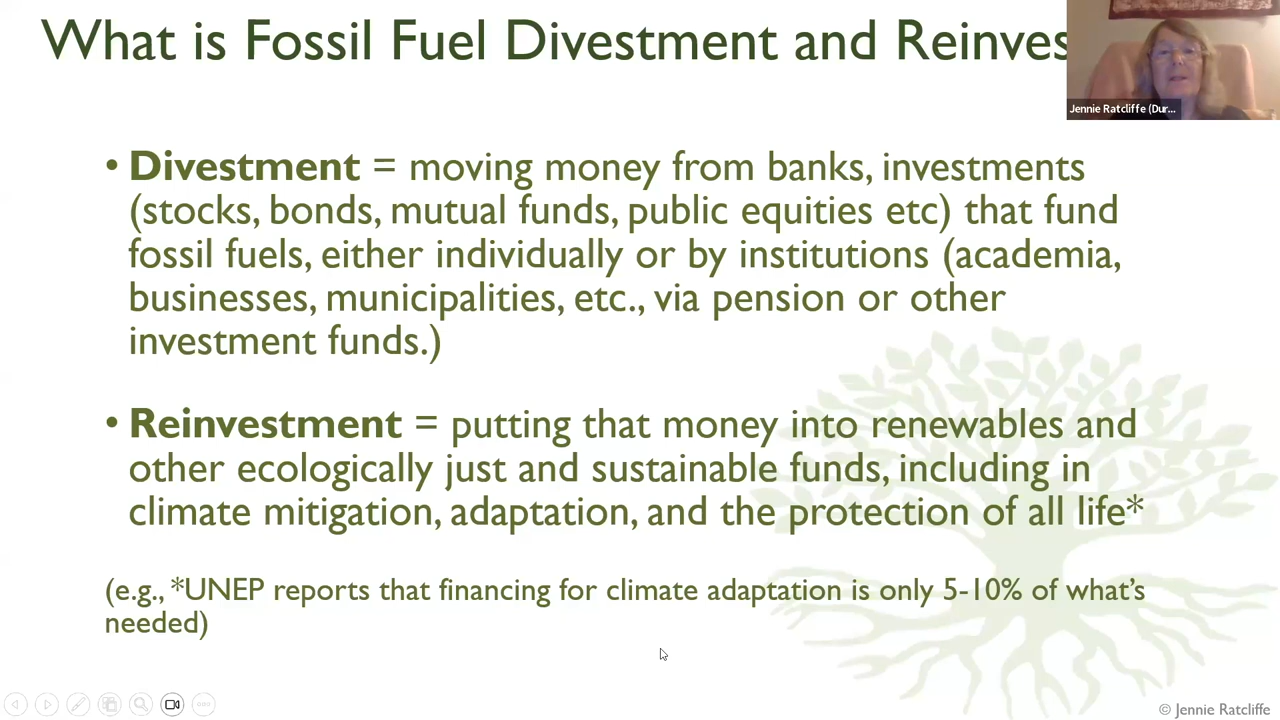 What is Fossil Fuel Divestment and Reinves
Jennie Ratcliffe (Dur...
• Divestment = moving money from banks, investments
(stocks, bonds, mutual funds, public equities etc) that fund
fossil fuels, either individually or by institutions (academia,
businesses, municipalities, etc., via pension or other
investment funds.)
• Reinvestment = putting that money into renewables and
other ecologically just and sustainable funds, including in
climate mitigation, adaptation, and the protection of all life*
(e.g., *UNEP reports that financing for climate adaptation is only 5-10% of what's
needed)
© Jennie Ratcliffe